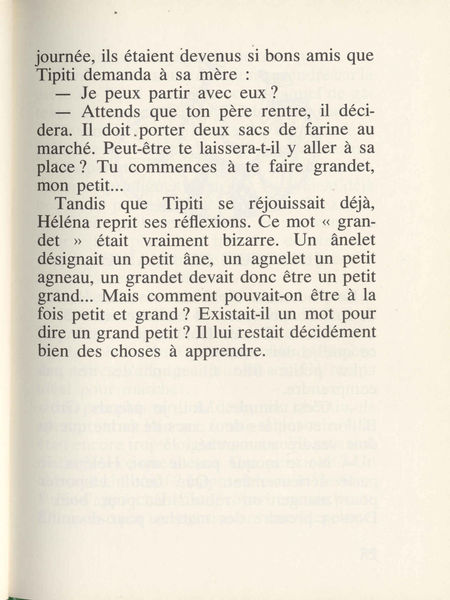 journée, ils étaient devenus si bons amis que
Tipiti demanda à sa mère :
— Je peux partir avec eux ?
— Attends que ton père rentre, il déci-
dera. Il doit porter deux sacs de farine au
marché. Peut-être te laissera-t-il y aller à sa
place ? Tu commences à te faire grandet,
mon petit...
Tandis que Tipiti se réjouissait déjà,
Héléna reprit ses réflexions. Ce mot « gran-
det » était vraiment bizarre. Un ânelet
désignait un petit âne, un agnelet un petit
agneau, un grandet devait donc être un petit
grand... Mais comment pouvait-on être à la
fois petit et grand ? Existait-il un mot pour
dire un grand petit ? Il lui restait décidément
bien des choses à apprendre.